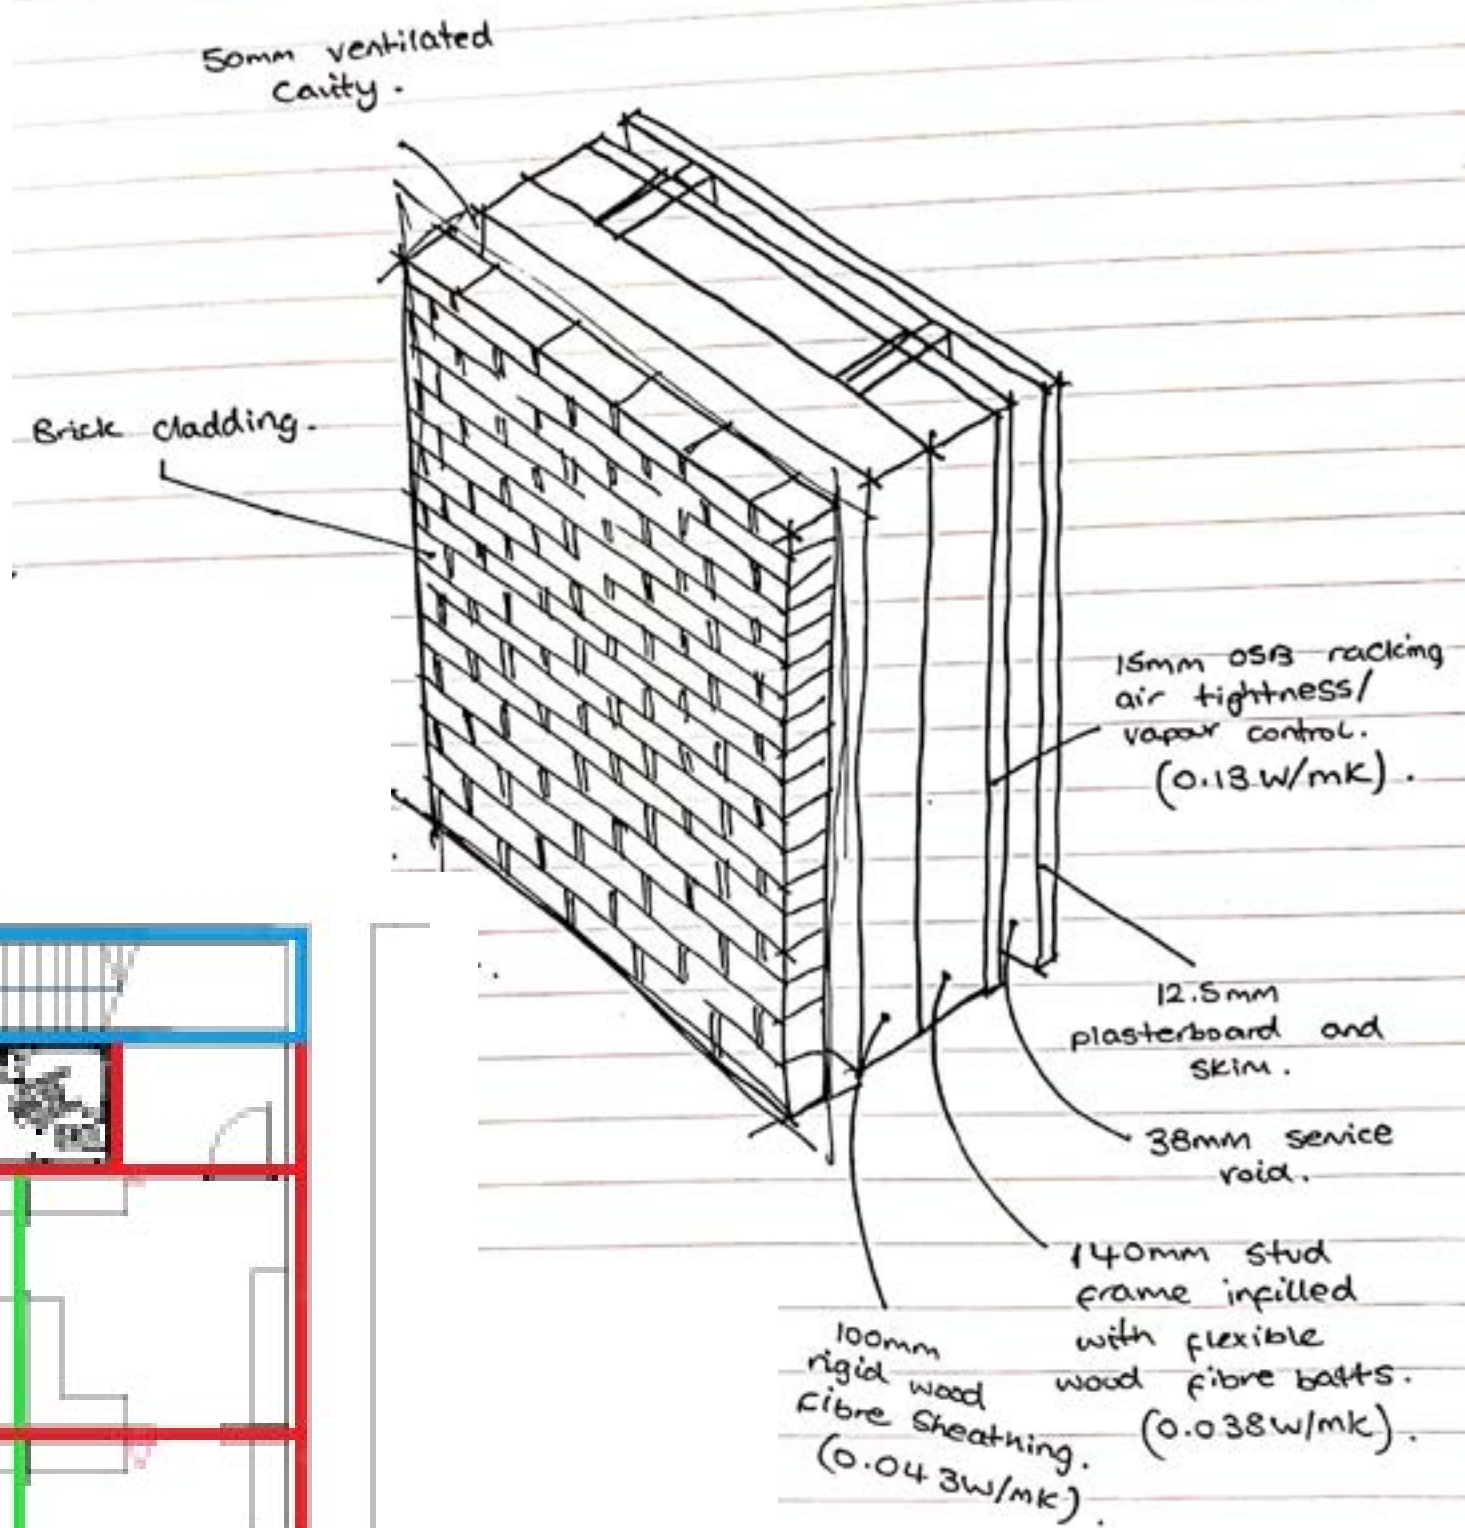 50mm ventilated
cavity.
Brick cladding.
15mm OSB racking
air tightness/
vapour control.
(0.13 W/mK).
12.5mm
plasterboard and
skim.
38mm service
void.
140mm stud
frame infilled
with flexible
wood fibre batts.
(0.038W/mK).
100mm
rigid wood
fibre sheathing.
(0.043W/mK).